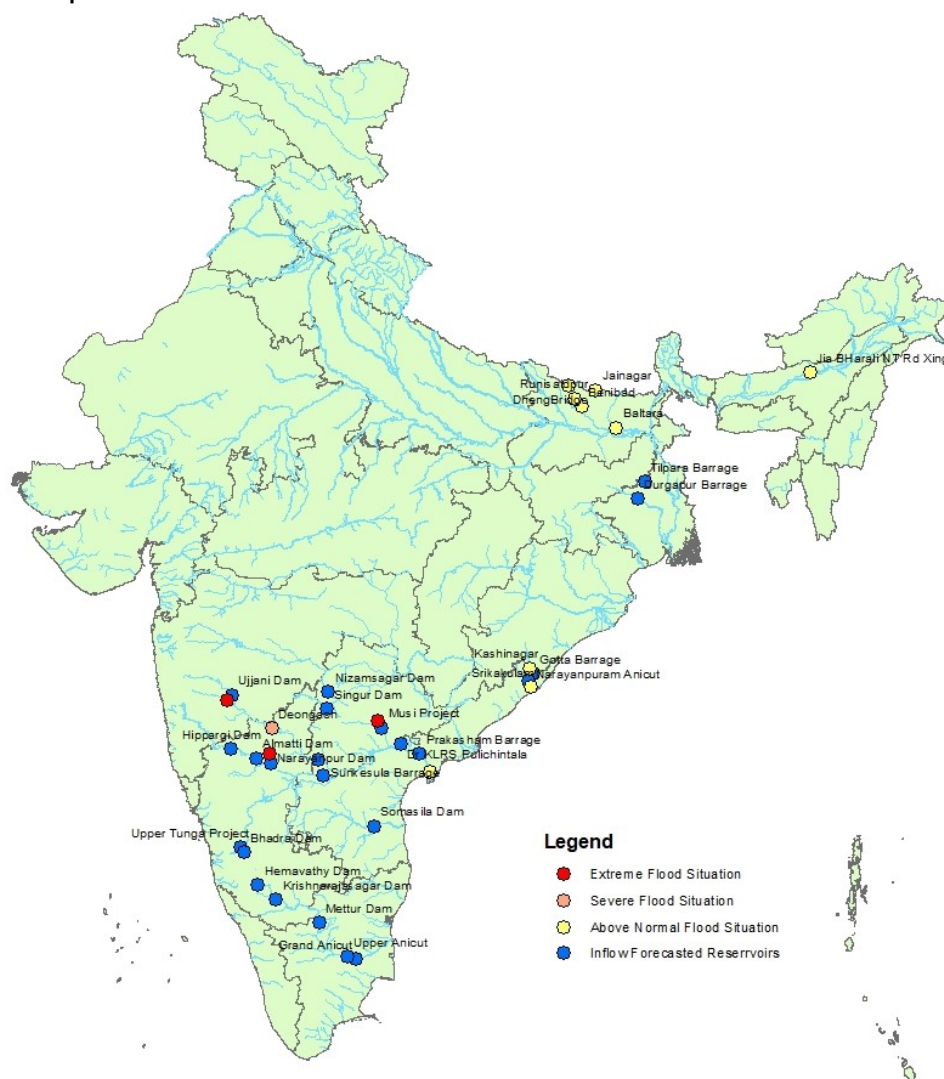 Jia BHarali NT Rd Xing
Jainagar
Runisaidpur
Benibad
DhengBridge
Baltara
Tilpara Barrage
Durgapur Barrage
Kashinagar
Gotta Barrage
Srikakulam
Narayanpuram Anicut
Ujjani Dam
Nizamsagar Dam
Singur Dam
Deongaon
Musi Project
Hippargi Dam
Almatti Dam
Prakasham Barrage
Narayanpur Dam
Dr KLRS Pulichintala
Sunkesula Barrage
Somasila Dam
Upper Tunga Project
Bhadra Dam
Hemavathy Dam
Krishnarajasagar Dam
Mettur Dam
Grand Anicut
Upper Anicut
Legend
Extreme Flood Situation
Severe Flood Situation
Above Normal Flood Situation
Inflow Forecasted Reserrvoirs